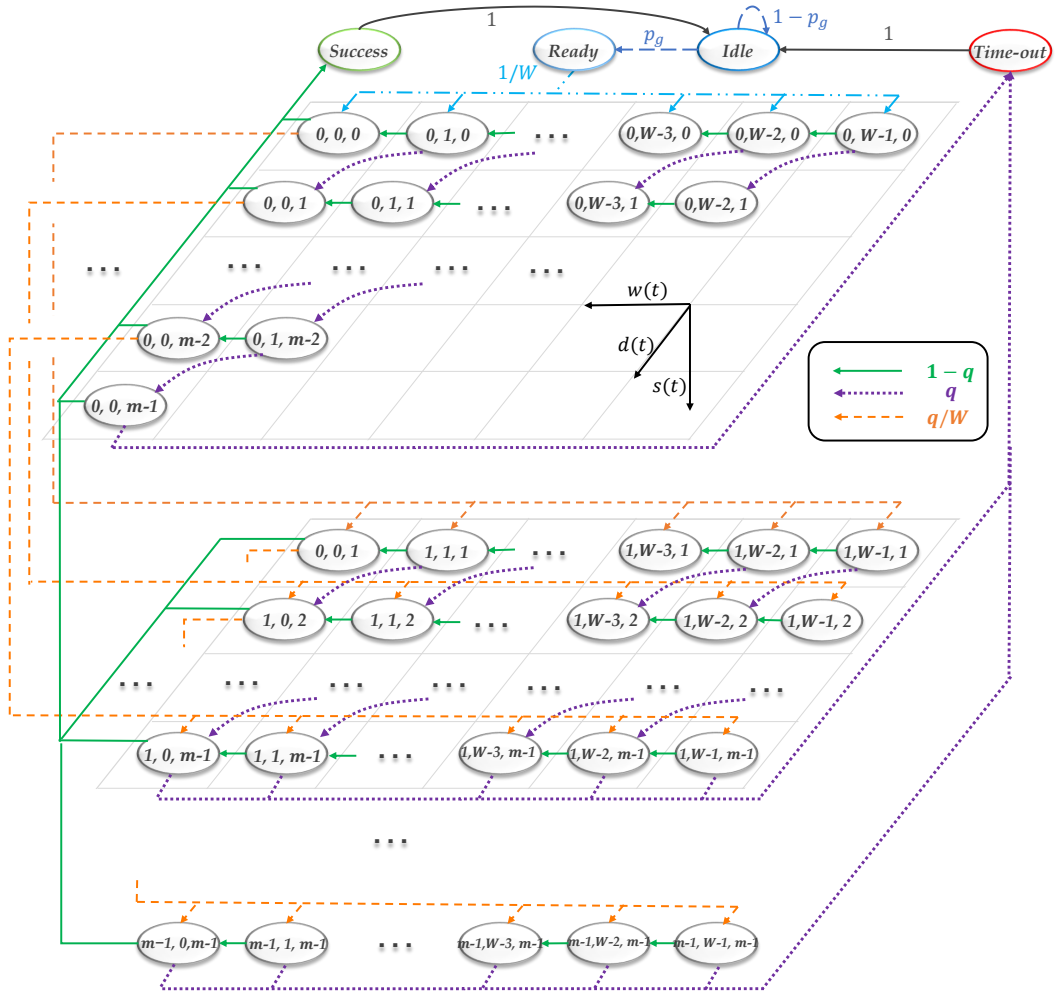 1
1 − p_g
Success
Ready
p_g
Idle
1
Time-out
1/W
0, 0, 0
0, 1, 0
...
0,W-3, 0
0,W-2, 0
0, W-1, 0
0, 0, 1
0, 1, 1
...
0,W-3, 1
0,W-2, 1
...
...
...
...
...
w(t)
d(t)
s(t)
0, 0, m-2
0, 1, m-2
1 − q
q
q/W
0, 0, m-1
0, 0, 1
1, 1, 1
...
1,W-3, 1
1,W-2, 1
1,W-1, 1
1, 0, 2
1, 1, 2
...
1,W-3, 2
1,W-2, 2
1,W-1, 2
...
...
...
...
...
...
...
1, 0, m-1
1, 1, m-1
...
1,W-3, m-1
1,W-2, m-1
1,W-1, m-1
...
m−1, 0,m-1
m-1, 1, m-1
...
m-1,W-3, m-1
m-1,W-2, m-1
m-1, W-1, m-1